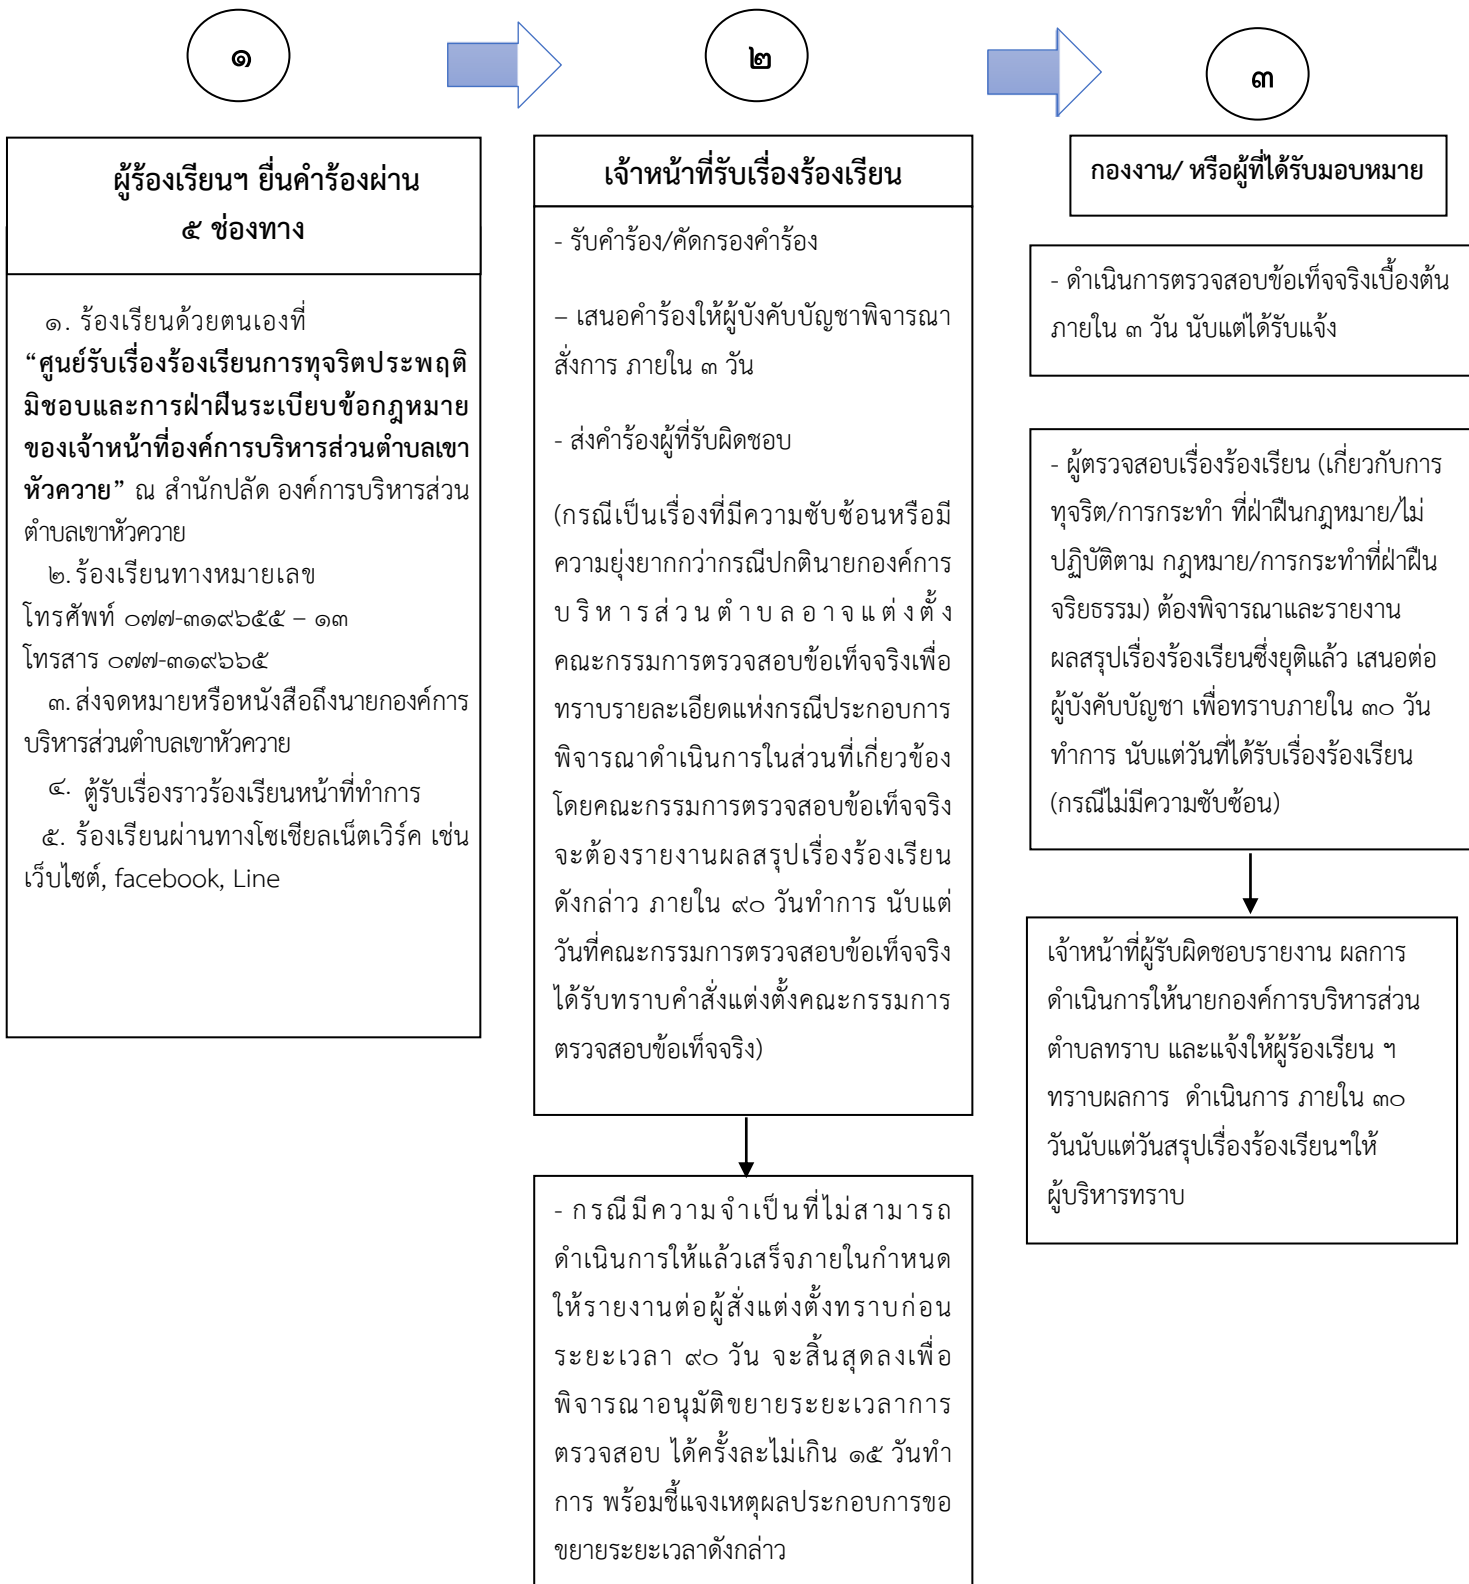 ๑
๒
๓
ผู้ร้องเรียนฯ ยื่นคำร้องผ่าน
๕ ช่องทาง
๑. ร้องเรียนด้วยตนเองที่
“ศูนย์รับเรื่องร้องเรียนการทุจริตประพฤติ
มิชอบและการฝ่าฝืนระเบียบข้อกฎหมาย
ของเจ้าหน้าที่องค์การบริหารส่วนตำบลเขา
หัวควาย” ณ สำนักปลัด องค์การบริหารส่วน
ตำบลเขาหัวควาย
๒. ร้องเรียนทางหมายเลข
โทรศัพท์ ๐๗๗-๓๑๙๖๕๕ – ๑๓
โทรสาร ๐๗๗-๓๑๙๖๖๕
๓. ส่งจดหมายหรือหนังสือถึงนายกองค์การ
บริหารส่วนตำบลเขาหัวควาย
๔. ตู้รับเรื่องราวร้องเรียนหน้าที่ทำการ
๕. ร้องเรียนผ่านทางโซเชียลเน็ตเวิร์ค เช่น
เว็บไซต์, facebook, Line
เจ้าหน้าที่รับเรื่องร้องเรียน
- รับคำร้อง/คัดกรองคำร้อง
– เสนอคำร้องให้ผู้บังคับบัญชาพิจารณา
สั่งการ ภายใน ๓ วัน
- ส่งคำร้องผู้ที่รับผิดชอบ
(กรณีเป็นเรื่องที่มีความซับซ้อนหรือมี
ความยุ่งยากกว่ากรณีปกตินายกองค์การ
บริหารส่วนตำบลอาจแต่งตั้ง
คณะกรรมการตรวจสอบข้อเท็จจริงเพื่อ
ทราบรายละเอียดแห่งกรณีประกอบการ
พิจารณาดำเนินการในส่วนที่เกี่ยวข้อง
โดยคณะกรรมการตรวจสอบข้อเท็จจริง
จะต้องรายงานผลสรุปเรื่องร้องเรียน
ดังกล่าว ภายใน ๙๐ วันทำการ นับแต่
วันที่คณะกรรมการตรวจสอบข้อเท็จจริง
ได้รับทราบคำสั่งแต่งตั้งคณะกรรมการ
ตรวจสอบข้อเท็จจริง)
- กรณีมีความจำเป็นที่ไม่สามารถ
ดำเนินการให้แล้วเสร็จภายในกำหนด
ให้รายงานต่อผู้สั่งแต่งตั้งทราบก่อน
ระยะเวลา ๙๐ วัน จะสิ้นสุดลงเพื่อ
พิจารณาอนุมัติขยายระยะเวลาการ
ตรวจสอบ ได้ครั้งละไม่เกิน ๑๕ วันทำ
การ พร้อมชี้แจงเหตุผลประกอบการขอ
ขยายระยะเวลาดังกล่าว
กองงาน/ หรือผู้ที่ได้รับมอบหมาย
- ดำเนินการตรวจสอบข้อเท็จจริงเบื้องต้น
ภายใน ๓ วัน นับแต่ได้รับแจ้ง
- ผู้ตรวจสอบเรื่องร้องเรียน (เกี่ยวกับการ
ทุจริต/การกระทำ ที่ฝ่าฝืนกฎหมาย/ไม่
ปฏิบัติตาม กฎหมาย/การกระทำที่ฝ่าฝืน
จริยธรรม) ต้องพิจารณาและรายงาน
ผลสรุปเรื่องร้องเรียนซึ่งยุติแล้ว เสนอต่อ
ผู้บังคับบัญชา เพื่อทราบภายใน ๓๐ วัน
ทำการ นับแต่วันที่ได้รับเรื่องร้องเรียน
(กรณีไม่มีความซับซ้อน)
เจ้าหน้าที่ผู้รับผิดชอบรายงาน ผลการ
ดำเนินการให้นายกองค์การบริหารส่วน
ตำบลทราบ และแจ้งให้ผู้ร้องเรียน ฯ
ทราบผลการ ดำเนินการ ภายใน ๓๐
วันนับแต่วันสรุปเรื่องร้องเรียนฯให้
ผู้บริหารทราบ